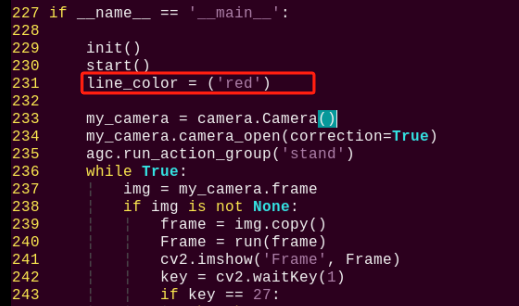 227 if __name__ == '__main__':
228
229     init()
230     start()
231     line_color = ('red')
232
233     my_camera = camera.Camera()
234     my_camera.camera_open(correction=True)
235     agc.run_action_group('stand')
236     while True:
237         img = my_camera.frame
238         if img is not None:
239             frame = img.copy()
240             Frame = run(frame)
241             cv2.imshow('Frame', Frame)
242             key = cv2.waitKey(1)
243             if key == 27: